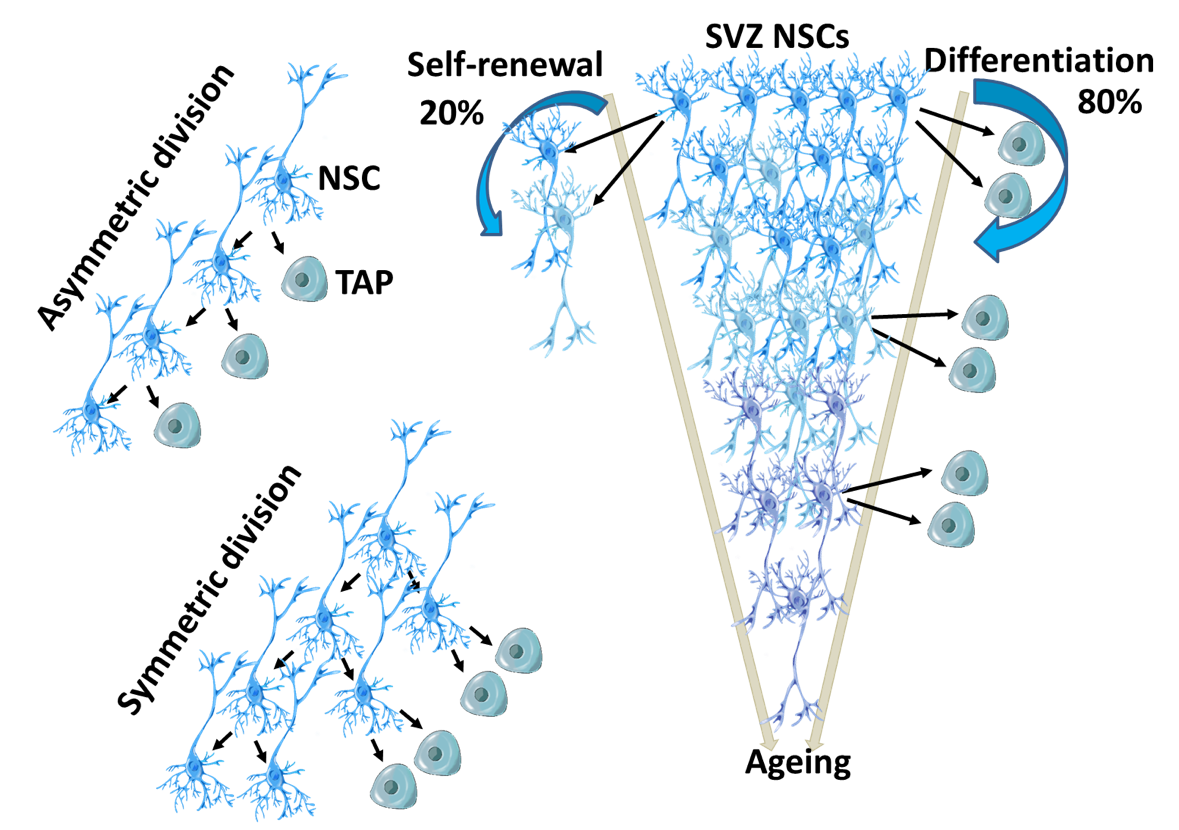 Asymmetric division
NSC
TAP
Symmetric division
SVZ NSCs
Self-renewal
20%
Differentiation
80%
Ageing